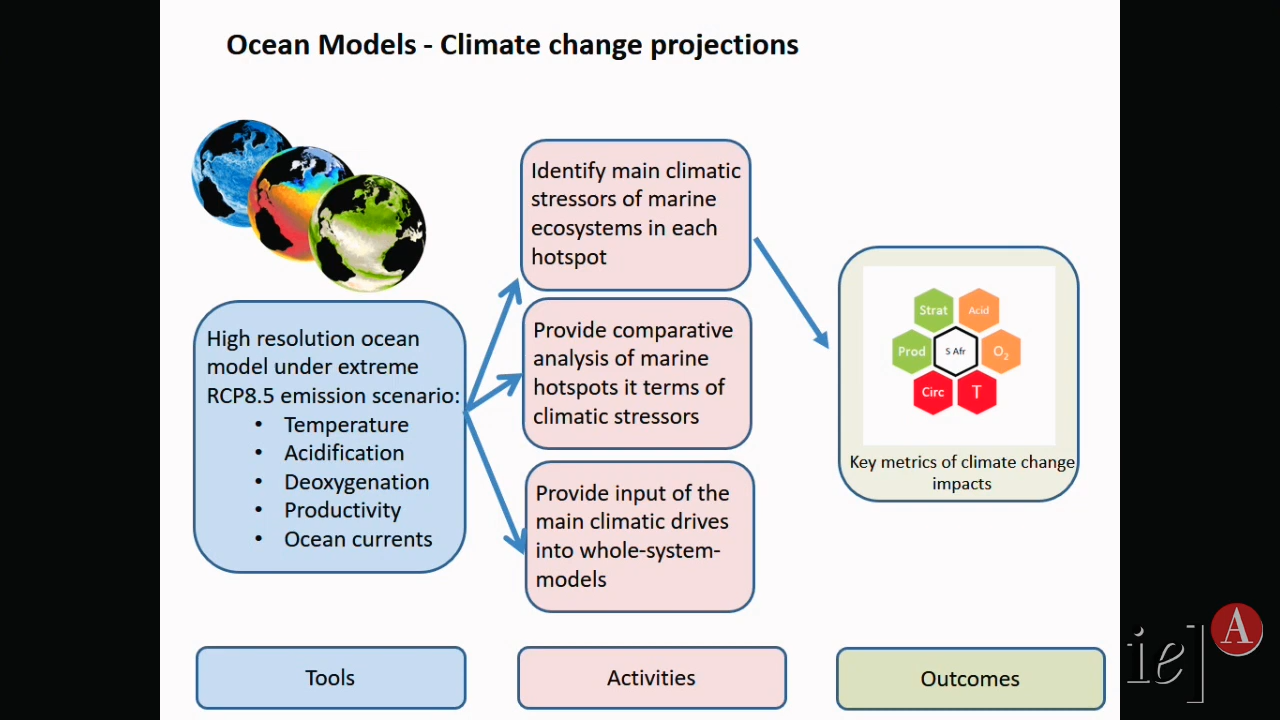 Ocean Models - Climate change projections
High resolution ocean
model under extreme
RCP8.5 emission scenario:
• Temperature
• Acidification
• Deoxygenation
• Productivity
• Ocean currents
Identify main climatic
stressors of marine
ecosystems in each
hotspot
Provide comparative
analysis of marine
hotspots it terms of
climatic stressors
Provide input of the
main climatic drives
into whole-system-
models
Strat
Acid
Prod
S Afr
O₂
Circ
T
Key metrics of climate change
impacts
Tools
Activities
Outcomes
ie]
A